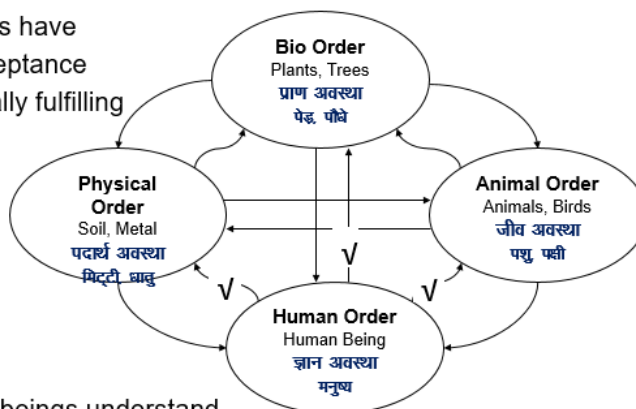 s have
eptance
ally fulfilling
Bio Order
Plants, Trees
प्राण अवस्था
पेड़, पौधे
Physical
Order
Soil, Metal
पदार्थ अवस्था
मिट्टी, धातु
Animal Order
Animals, Birds
जीव अवस्था
पशु, पक्षी
√
√
√
Human Order
Human Being
ज्ञान अवस्था
मनुष्य
beings understand